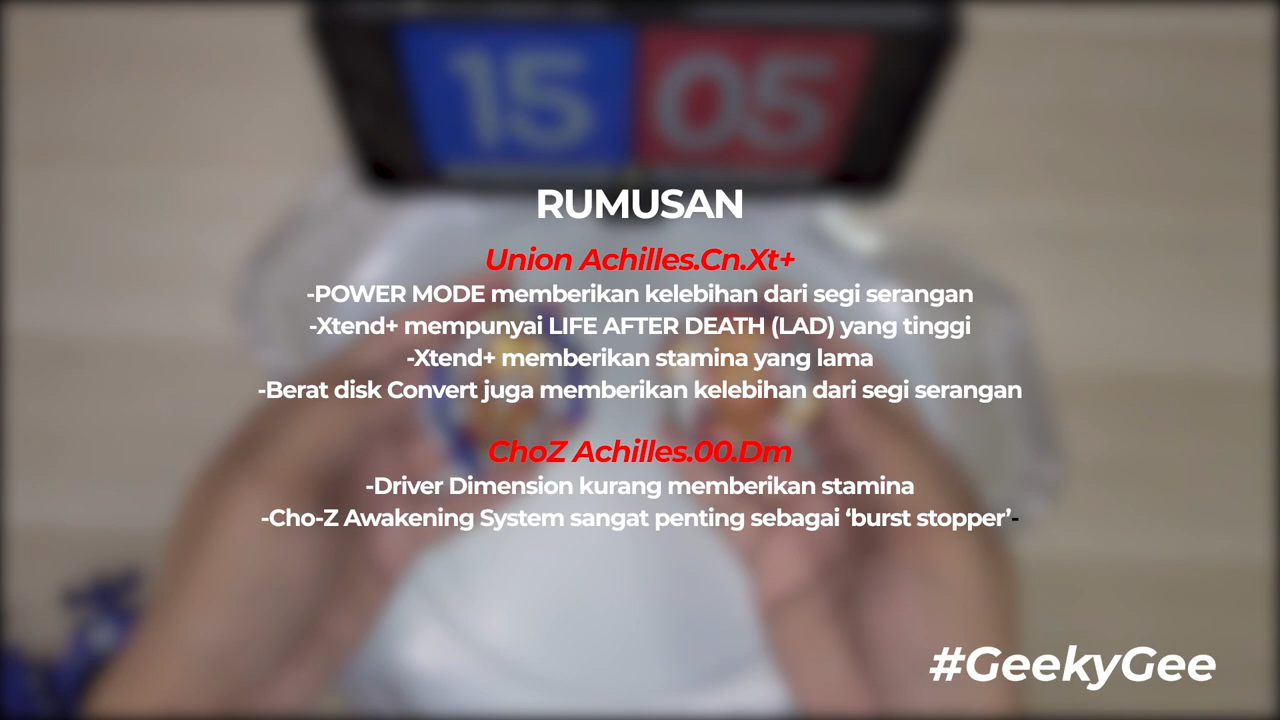 15 05
RUMUSAN
Union Achilles.Cn.Xt+
-POWER MODE memberikan kelebihan dari segi serangan
-Xtend+ mempunyai LIFE AFTER DEATH (LAD) yang tinggi
-Xtend+ memberikan stamina yang lama
-Berat disk Convert juga memberikan kelebihan dari segi serangan
ChoZ Achilles.00.Dm
-Driver Dimension kurang memberikan stamina
-Cho-Z Awakening System sangat penting sebagai ‘burst stopper’-
#GeekyGee